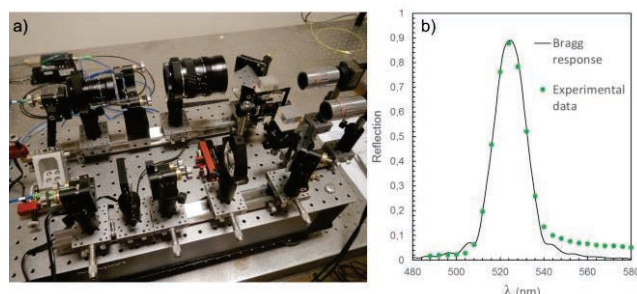 a)
b)
Bragg
response
Experimental
data
Reflection
0,9
0,8
0,7
0,6
0,5
0,4
0,3
0,2
0,1
0
480
500
520
540
560
580
λ (nm)